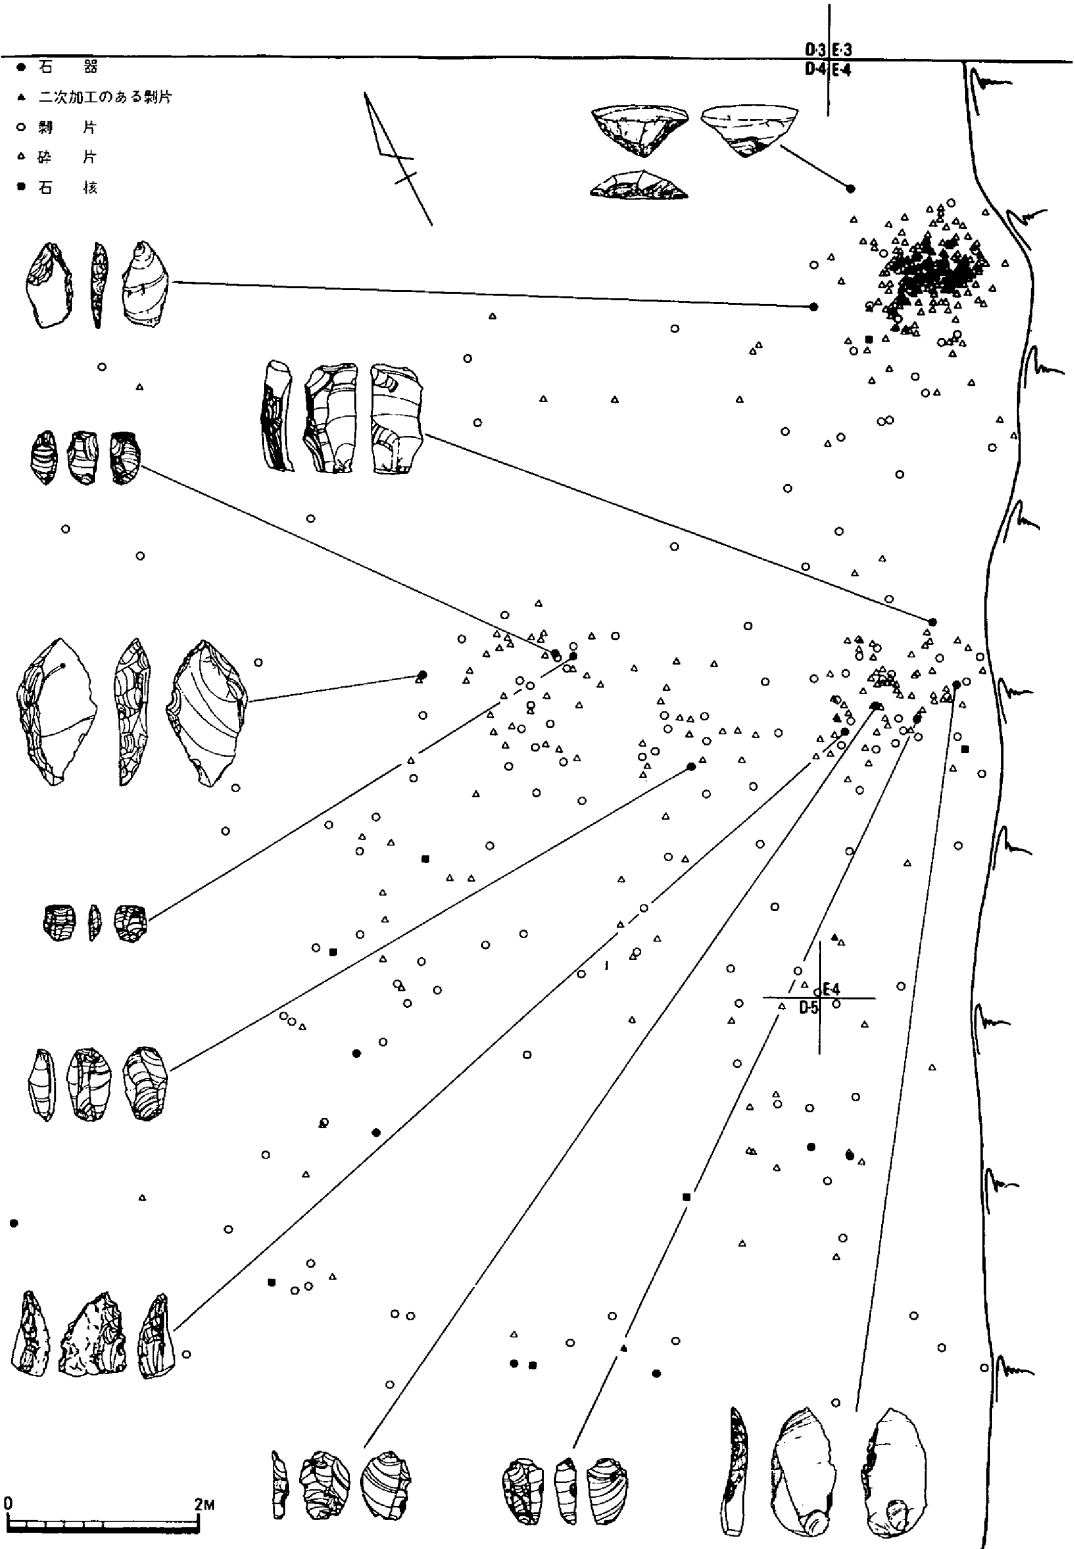 D-3 E-3
D-4 E-4
● 石 器
▲ 二次加工のある剝片
○ 剝 片
△ 砕 片
■ 石 核
E-4
D-5
0 2M